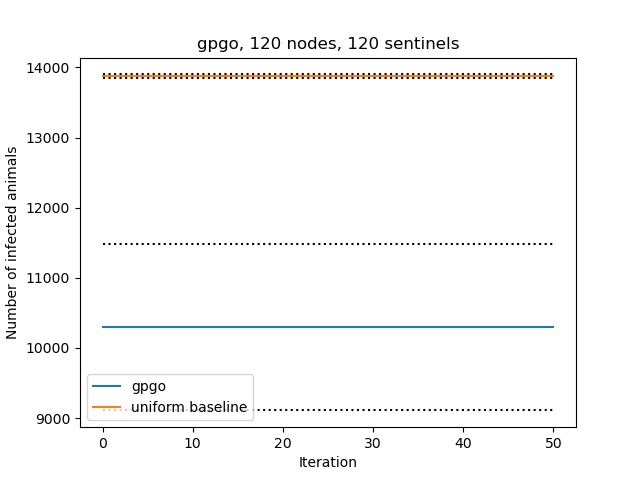 gpgo, 120 nodes, 120 sentinels
Number of infected animals
14000
13000
12000
11000
10000
9000
gpgo
uniform baseline
0 10 20 30 40 50
Iteration